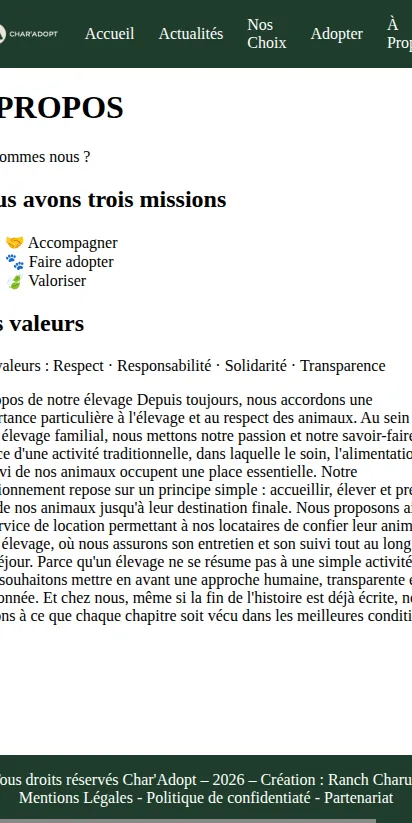 CHAR'ADOPT Accueil Actualités Nos Choix Adopter À
PROPOS
ommes nous ?
avons trois missions
🤝 Accompagner
🐾 Faire adopter
🍃 Valoriser
valeurs
valeurs : Respect · Responsabilité · Solidarité · Transparence
de notre élevage Depuis toujours, nous accordons une
particulière à l'élevage et au respect des animaux. Au sein
élevage familial, nous mettons notre passion et notre savoir-faire
d'une activité traditionnelle, dans laquelle le soin, l'alimentatio
de nos animaux occupent une place essentielle. Notre
ionnement repose sur un principe simple : accueillir, élever et pr
de nos animaux jusqu'à leur destination finale. Nous proposons a
ervice de location permettant à nos locataires de confier leur anim
élevage, où nous assurons son entretien et son suivi tout au long
éjour. Parce qu'un élevage ne se résume pas à une simple activité
souhaitons mettre en avant une approche humaine, transparente e
onnée. Et chez nous, même si la fin de l'histoire est déjà écrite, n
ons à ce que chaque chapitre soit vécu dans les meilleures conditi
ous droits réservés Char'Adopt – 2026 – Création : Ranch Charu
Mentions Légales - Politique de confidentiaté - Partenariat